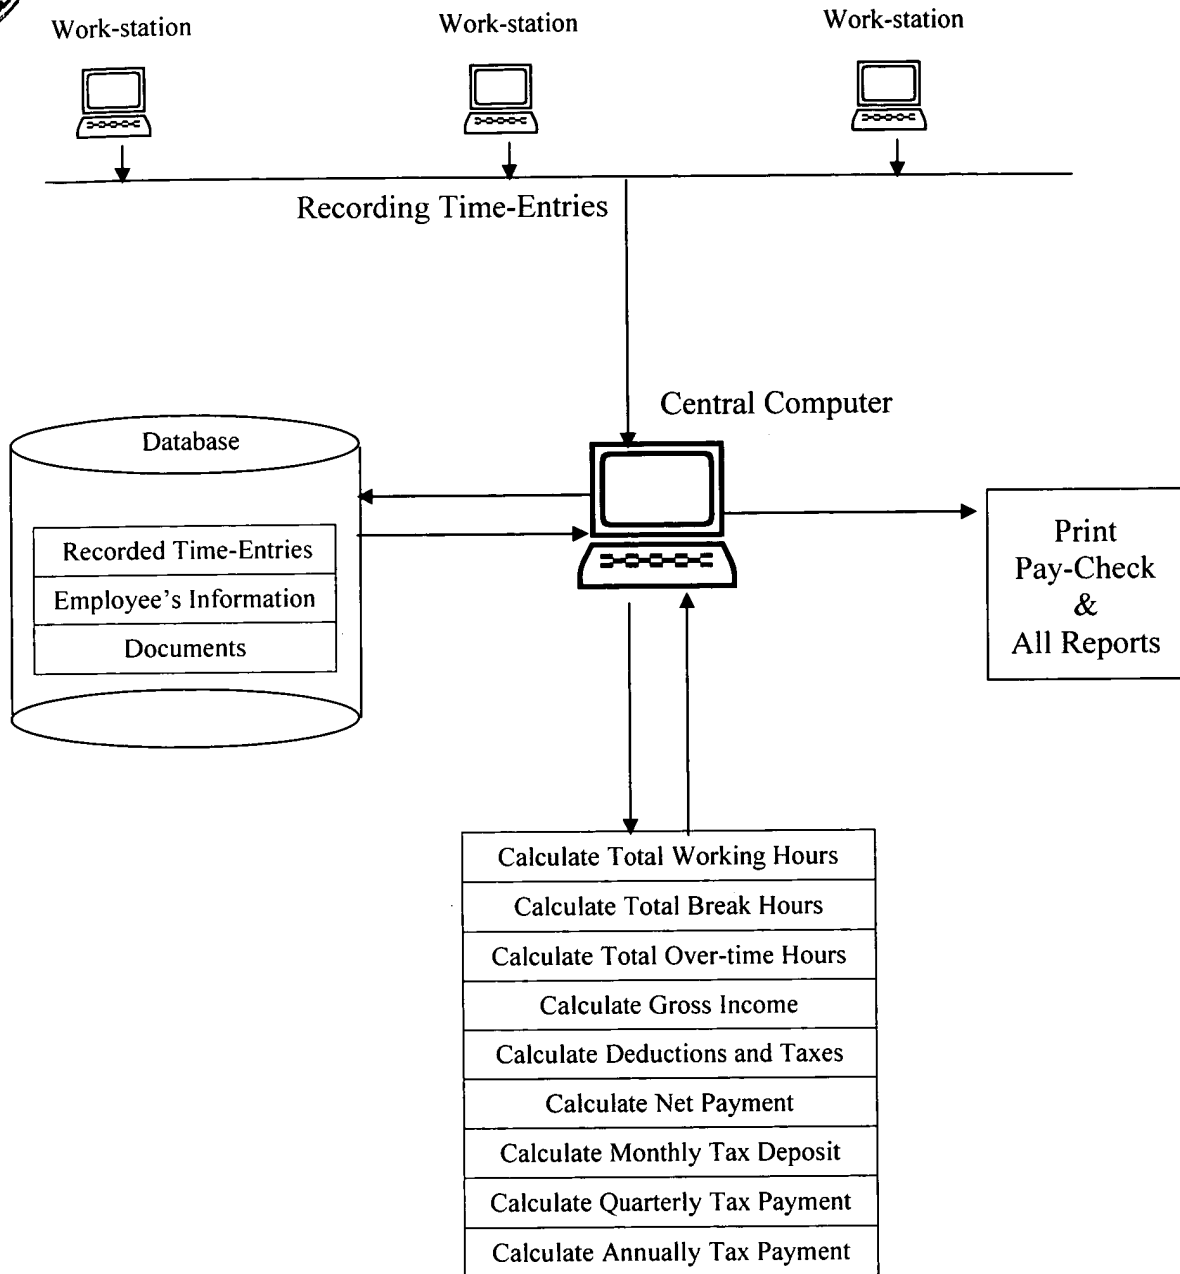 Work-station
Work-station
Work-station
Recording Time-Entries
Central Computer
Database
Recorded Time-Entries
Employee's Information
Documents
Print
Pay-Check
&
All Reports
Calculate Total Working Hours
Calculate Total Break Hours
Calculate Total Over-time Hours
Calculate Gross Income
Calculate Deductions and Taxes
Calculate Net Payment
Calculate Monthly Tax Deposit
Calculate Quarterly Tax Payment
Calculate Annually Tax Payment